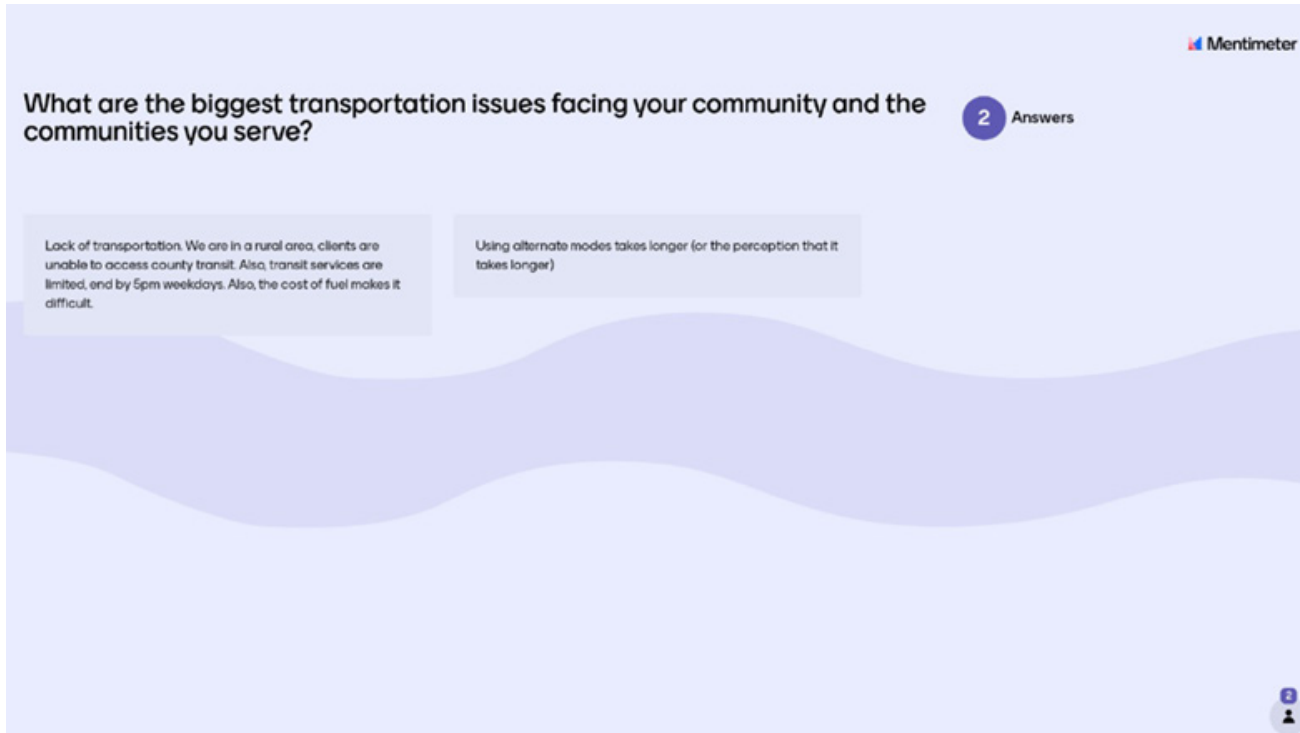 Mentimeter
What are the biggest transportation issues facing your community and the
communities you serve?
2 Answers
Lack of transportation. We are in a rural area, clients are
unable to access county transit. Also, transit services are
limited, end by 5pm weekdays. Also, the cost of fuel makes it
difficult.
Using alternate modes takes longer (or the perception that it
takes longer)
2